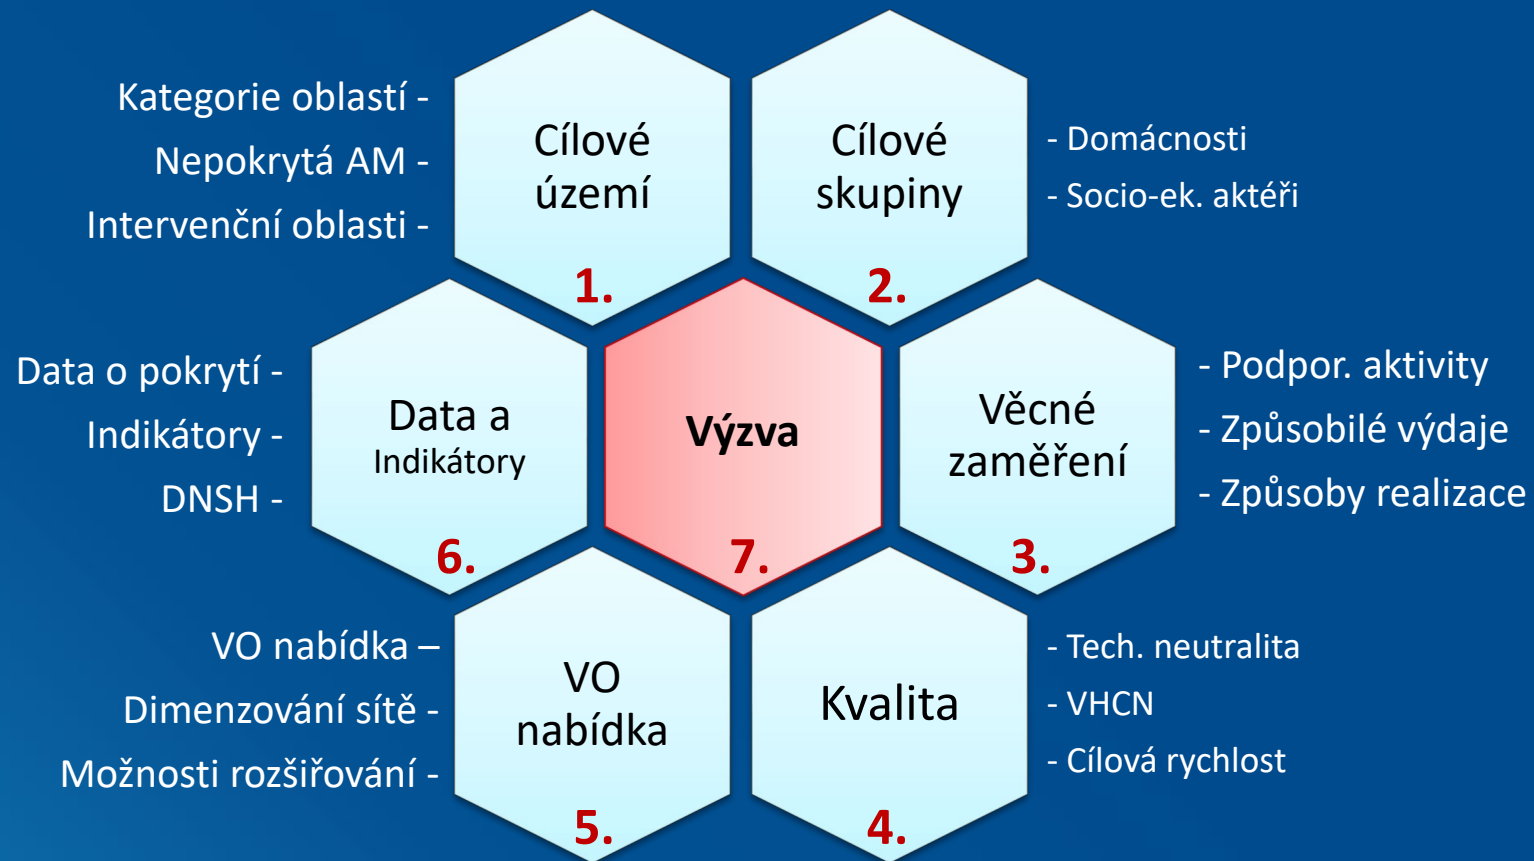 Kategorie oblastí -
Nepokrytá AM -
Intervenční oblasti -
Cílové
území
1.
Cílové
skupiny
2.
- Domácnosti
- Socio-ek. aktéři
Data o pokrytí -
Indikátory -
DNSH -
Data a
Indikátory
6.
Výzva
7.
Věcné
zaměření
3.
- Podpor. aktivity
- Způsobilé výdaje
- Způsoby realizace
VO nabídka –
Dimenzování sítě -
Možnosti rozšiřování -
VO
nabídka
5.
Kvalita
4.
- Tech. neutralita
- VHCN
- Cílová rychlost